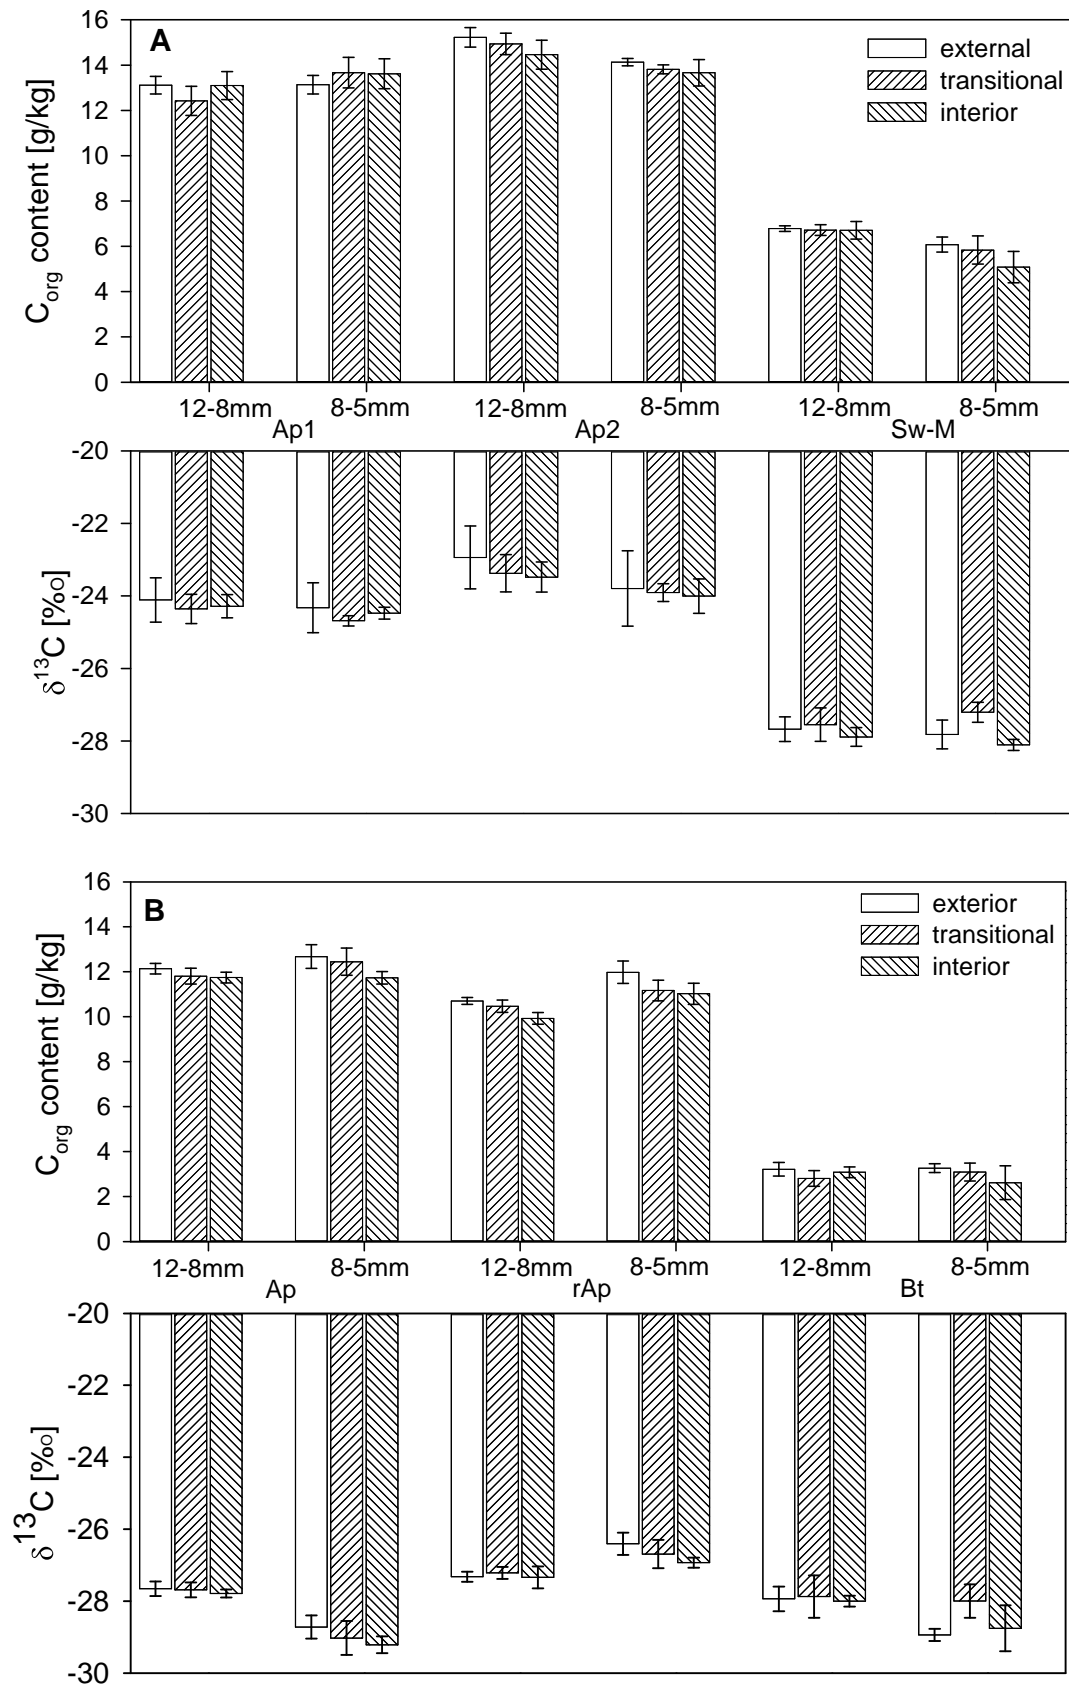 A
external
transitional
interior
C_org content [g/kg]
16
14
12
10
8
6
4
2
0
12-8mm 8-5mm 12-8mm 8-5mm 12-8mm 8-5mm
Ap1 Ap2 Sw-M
δ¹³C [‰]
-20
-22
-24
-26
-28
-30
B
exterior
transitional
interior
C_org content [g/kg]
16
14
12
10
8
6
4
2
0
12-8mm 8-5mm 12-8mm 8-5mm 12-8mm 8-5mm
Ap rAp Bt
δ¹³C [‰]
-20
-22
-24
-26
-28
-30